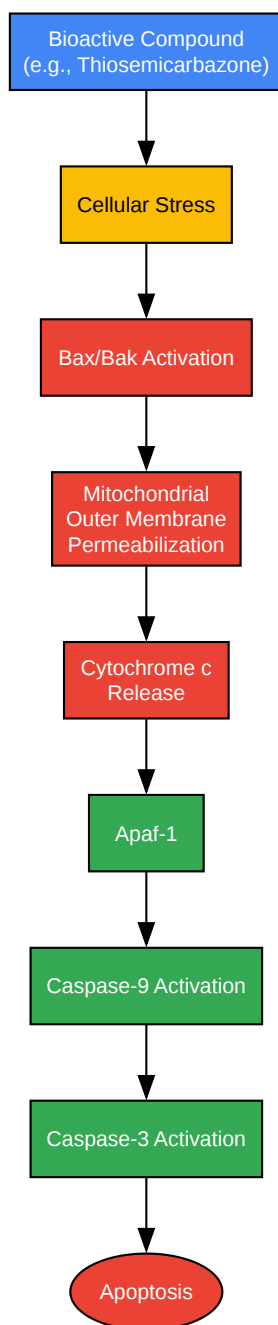 Bioactive Compound
(e.g., Thiosemicarbazone)
Cellular Stress
Bax/Bak Activation
Mitochondrial
Outer Membrane
Permeabilization
Cytochrome c
Release
Apaf-1
Caspase-9 Activation
Caspase-3 Activation
Apoptosis